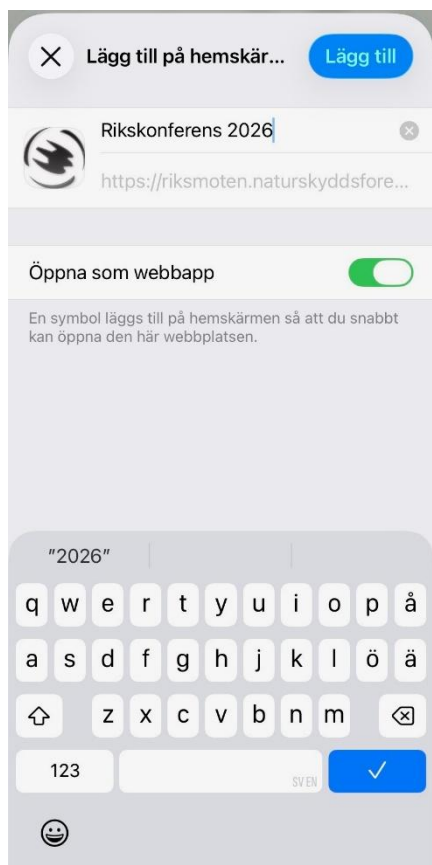 Lägg till på hemskär...
Lägg till
Rikskonferens 2026
https://riksmoten.naturskyddsfore...
Öppna som webbapp
En symbol läggs till på hemskärmen så att du snabbt
kan öppna den här webbplatsen.
"2026"
q w e r t y u i o p å
a s d f g h j k l ö ä
z x c v b n m
123
SV EN